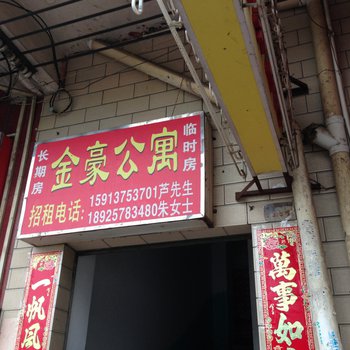 长期房
金豪公寓
临时房
招租电话:
15913753701芦先生
18925783480朱女士
一帆风
萬事如